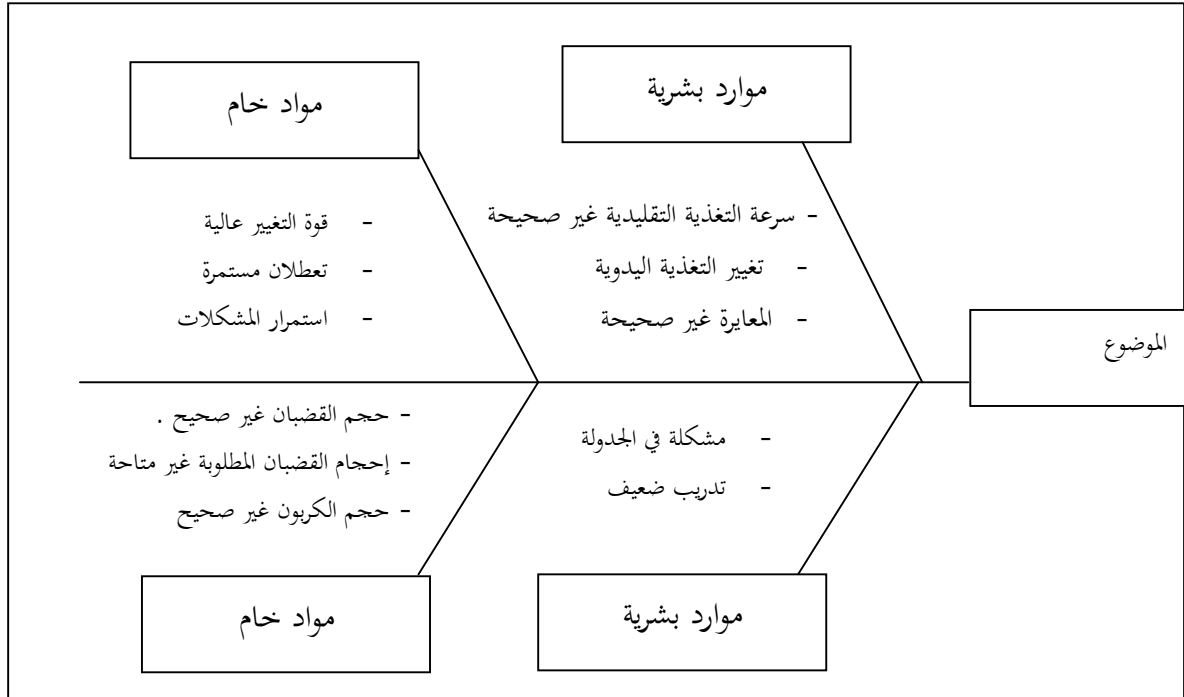 موارد بشرية
مواد خام
- سرعة التغذية التقليدية غير صحيحة
- تغيير التغذية اليدوية
- المعايرة غير صحيحة
- قوة التغيير عالية
- تعطلان مستمرة
- استمرار المشكلات
الموضوع
- مشكلة في الجدولة
- تدريب ضعيف
- حجم القضبان غير صحيح .
- إحجام القضبان المطلوبة غير متاحة
- حجم الكربون غير صحيح
موارد بشرية
مواد خام